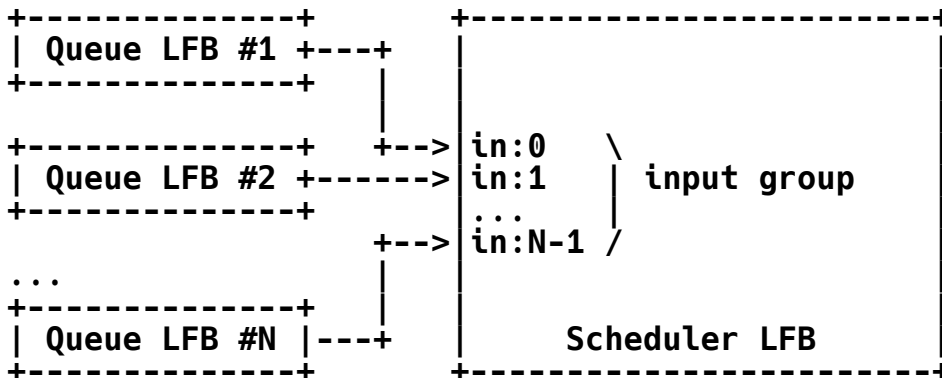 Queue LFB #1
in:0
Queue LFB #2 in:1 input group
...
in:N-1
...
Queue LFB #N Scheduler LFB